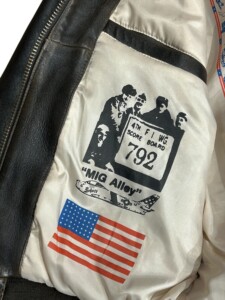 4TH F I WG
SCORE BOARD
792
"MIG Alley"